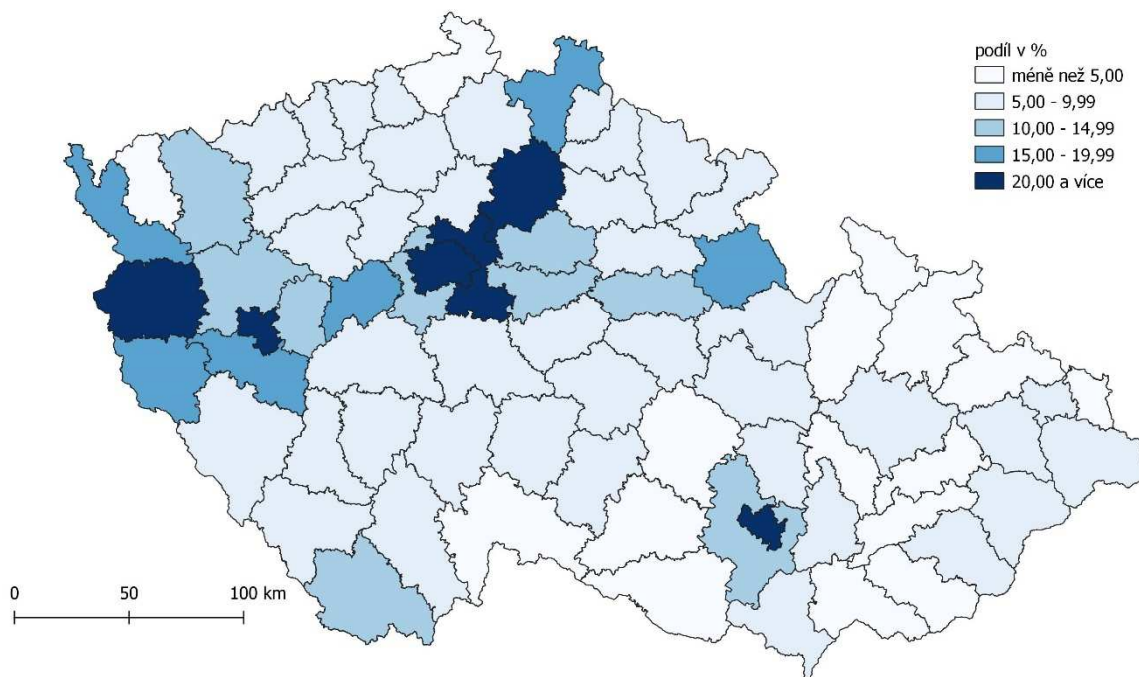 podíl v %
méně než 5,00
5,00 - 9,99
10,00 - 14,99
15,00 - 19,99
20,00 a více
0 50 100 km